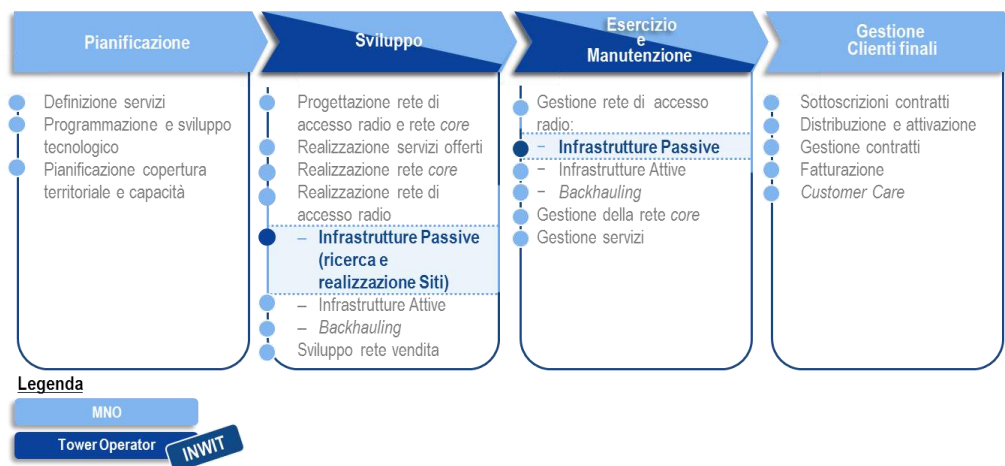 Pianificazione
Definizione servizi
Programmazione e sviluppo
tecnologico
Pianificazione copertura
territoriale e capacità
Sviluppo
Progettazione rete di
accesso radio e rete core
Realizzazione servizi offerti
Realizzazione rete core
Realizzazione rete di
accesso radio
– Infrastrutture Passive
(ricerca e
realizzazione Siti)
– Infrastrutture Attive
– Backhauling
Sviluppo rete vendita
Esercizio
e
Manutenzione
Gestione rete di accesso
radio:
– Infrastrutture Passive
– Infrastrutture Attive
– Backhauling
Gestione della rete core
Gestione servizi
Gestione
Clienti finali
Sottoscrizioni contratti
Distribuzione e attivazione
Gestione contratti
Fatturazione
Customer Care
Legenda
MNO
Tower Operator
INWIT